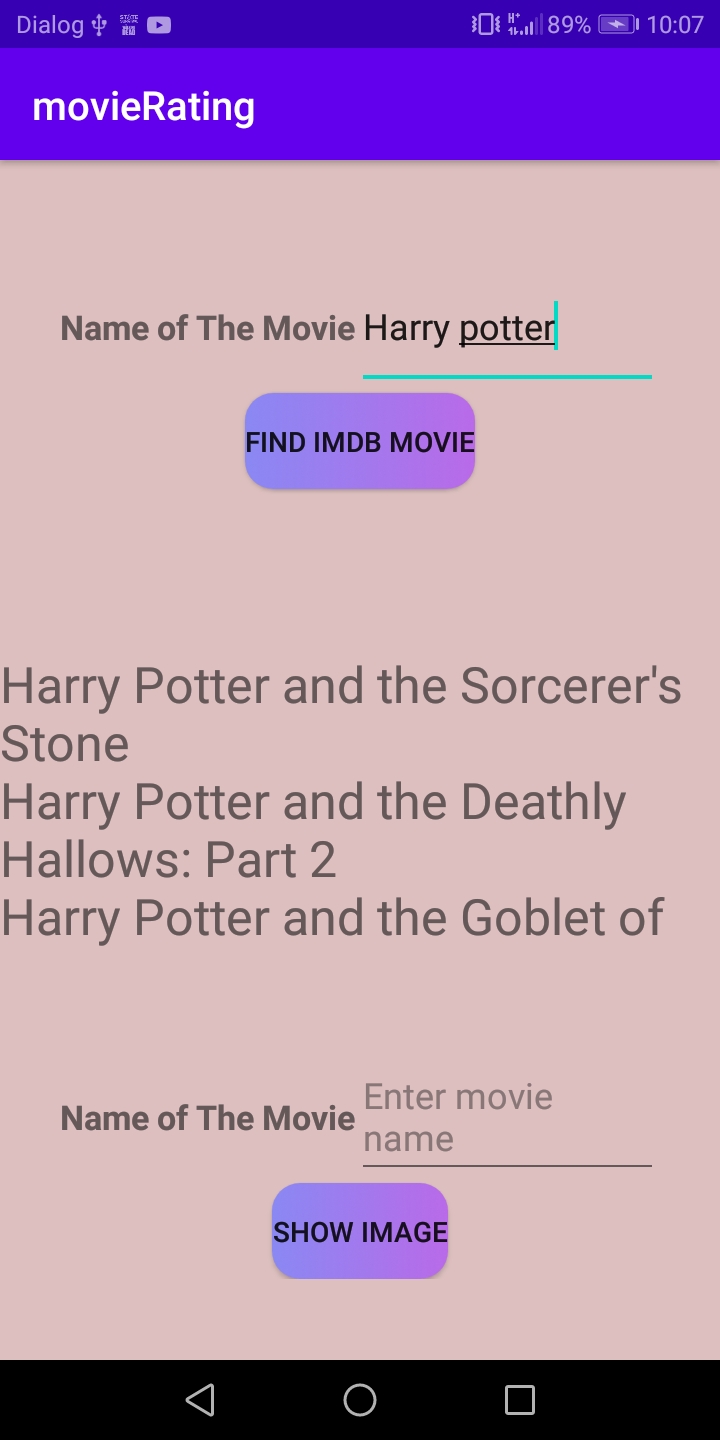 Dialog 89% 10:07
movieRating
Name of The Movie Harry potter
FIND IMDB MOVIE
Harry Potter and the Sorcerer's
Stone
Harry Potter and the Deathly
Hallows: Part 2
Harry Potter and the Goblet of
Name of The Movie Enter movie
name
SHOW IMAGE